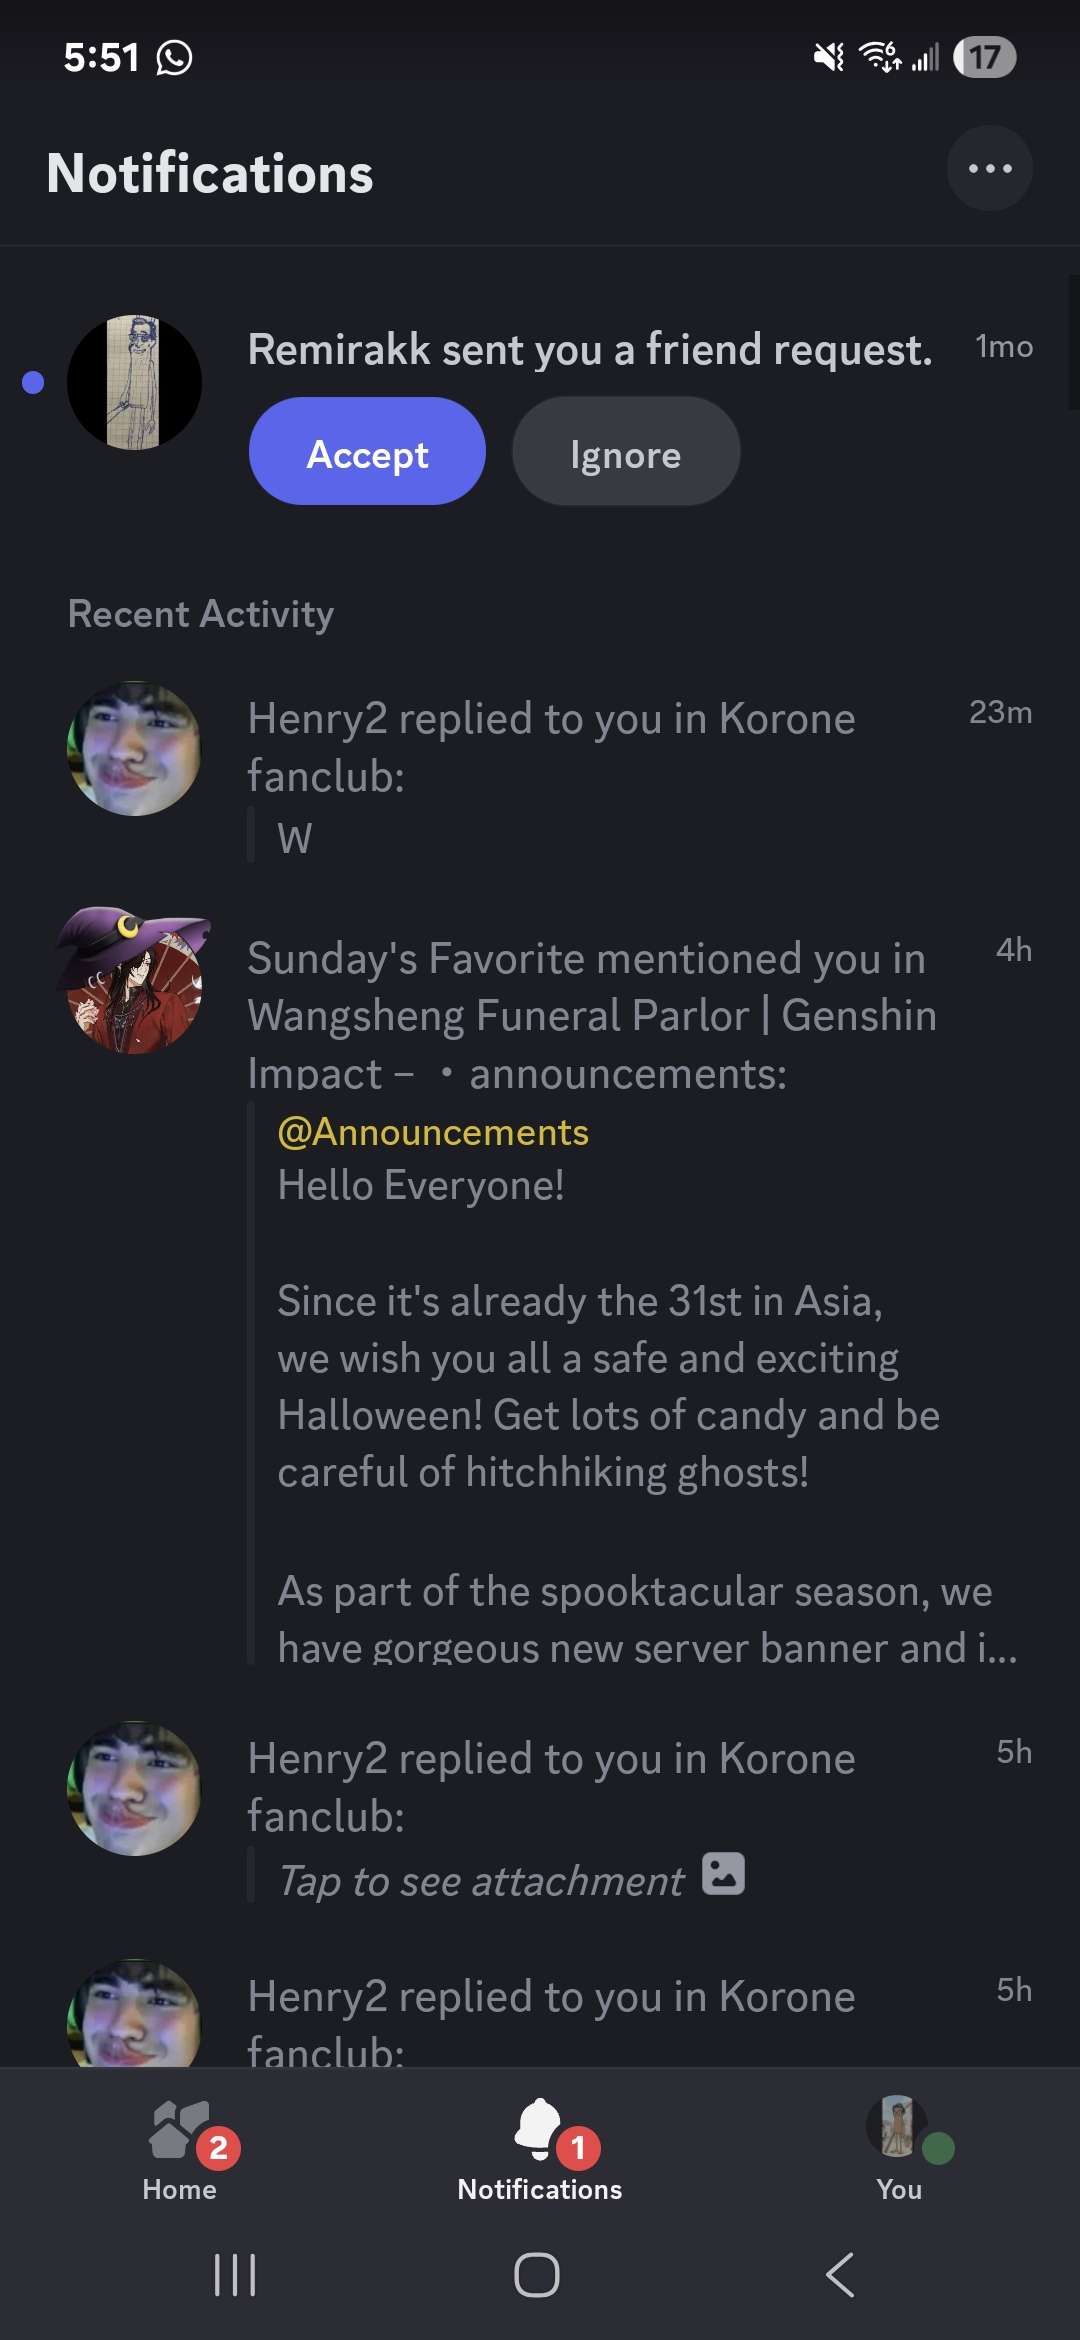 5:51
6
17
Notifications
Remirakk sent you a friend request.
1mo
Accept
Ignore
Recent Activity
Henry2 replied to you in Korone
23m
fanclub:
W
Sunday's Favorite mentioned you in
4h
Wangsheng Funeral Parlor | Genshin
Impact – • announcements:
@Announcements
Hello Everyone!
Since it's already the 31st in Asia,
we wish you all a safe and exciting
Halloween! Get lots of candy and be
careful of hitchhiking ghosts!
As part of the spooktacular season, we
have gorgeous new server banner and i...
Henry2 replied to you in Korone
5h
fanclub:
Tap to see attachment
Henry2 replied to you in Korone
5h
fanclub:
2
1
Home
Notifications
You